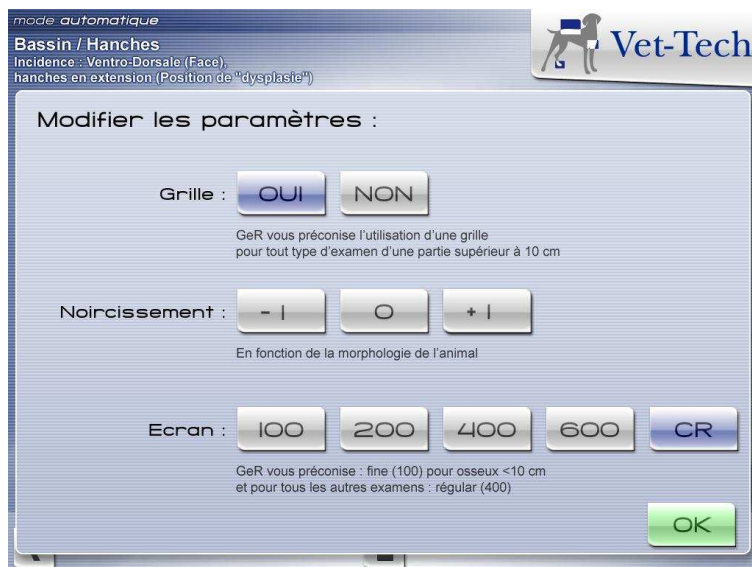 mode automatique
Bassin / Hanches
Incidence : Ventro-Dorsale (Face),
hanches en extension (Position de "dysplasie")
Vet-Tech
Modifier les paramètres :
Grille : OUI NON
GeR vous préconise l'utilisation d'une grille
pour tout type d'examen d'une partie supérieur à 10 cm
Noircissement : - 1 0 + 1
En fonction de la morphologie de l'animal
Ecran : 100 200 400 600 CR
GeR vous préconise : fine (100) pour osseux <10 cm
et pour tous les autres examens : régular (400)
OK